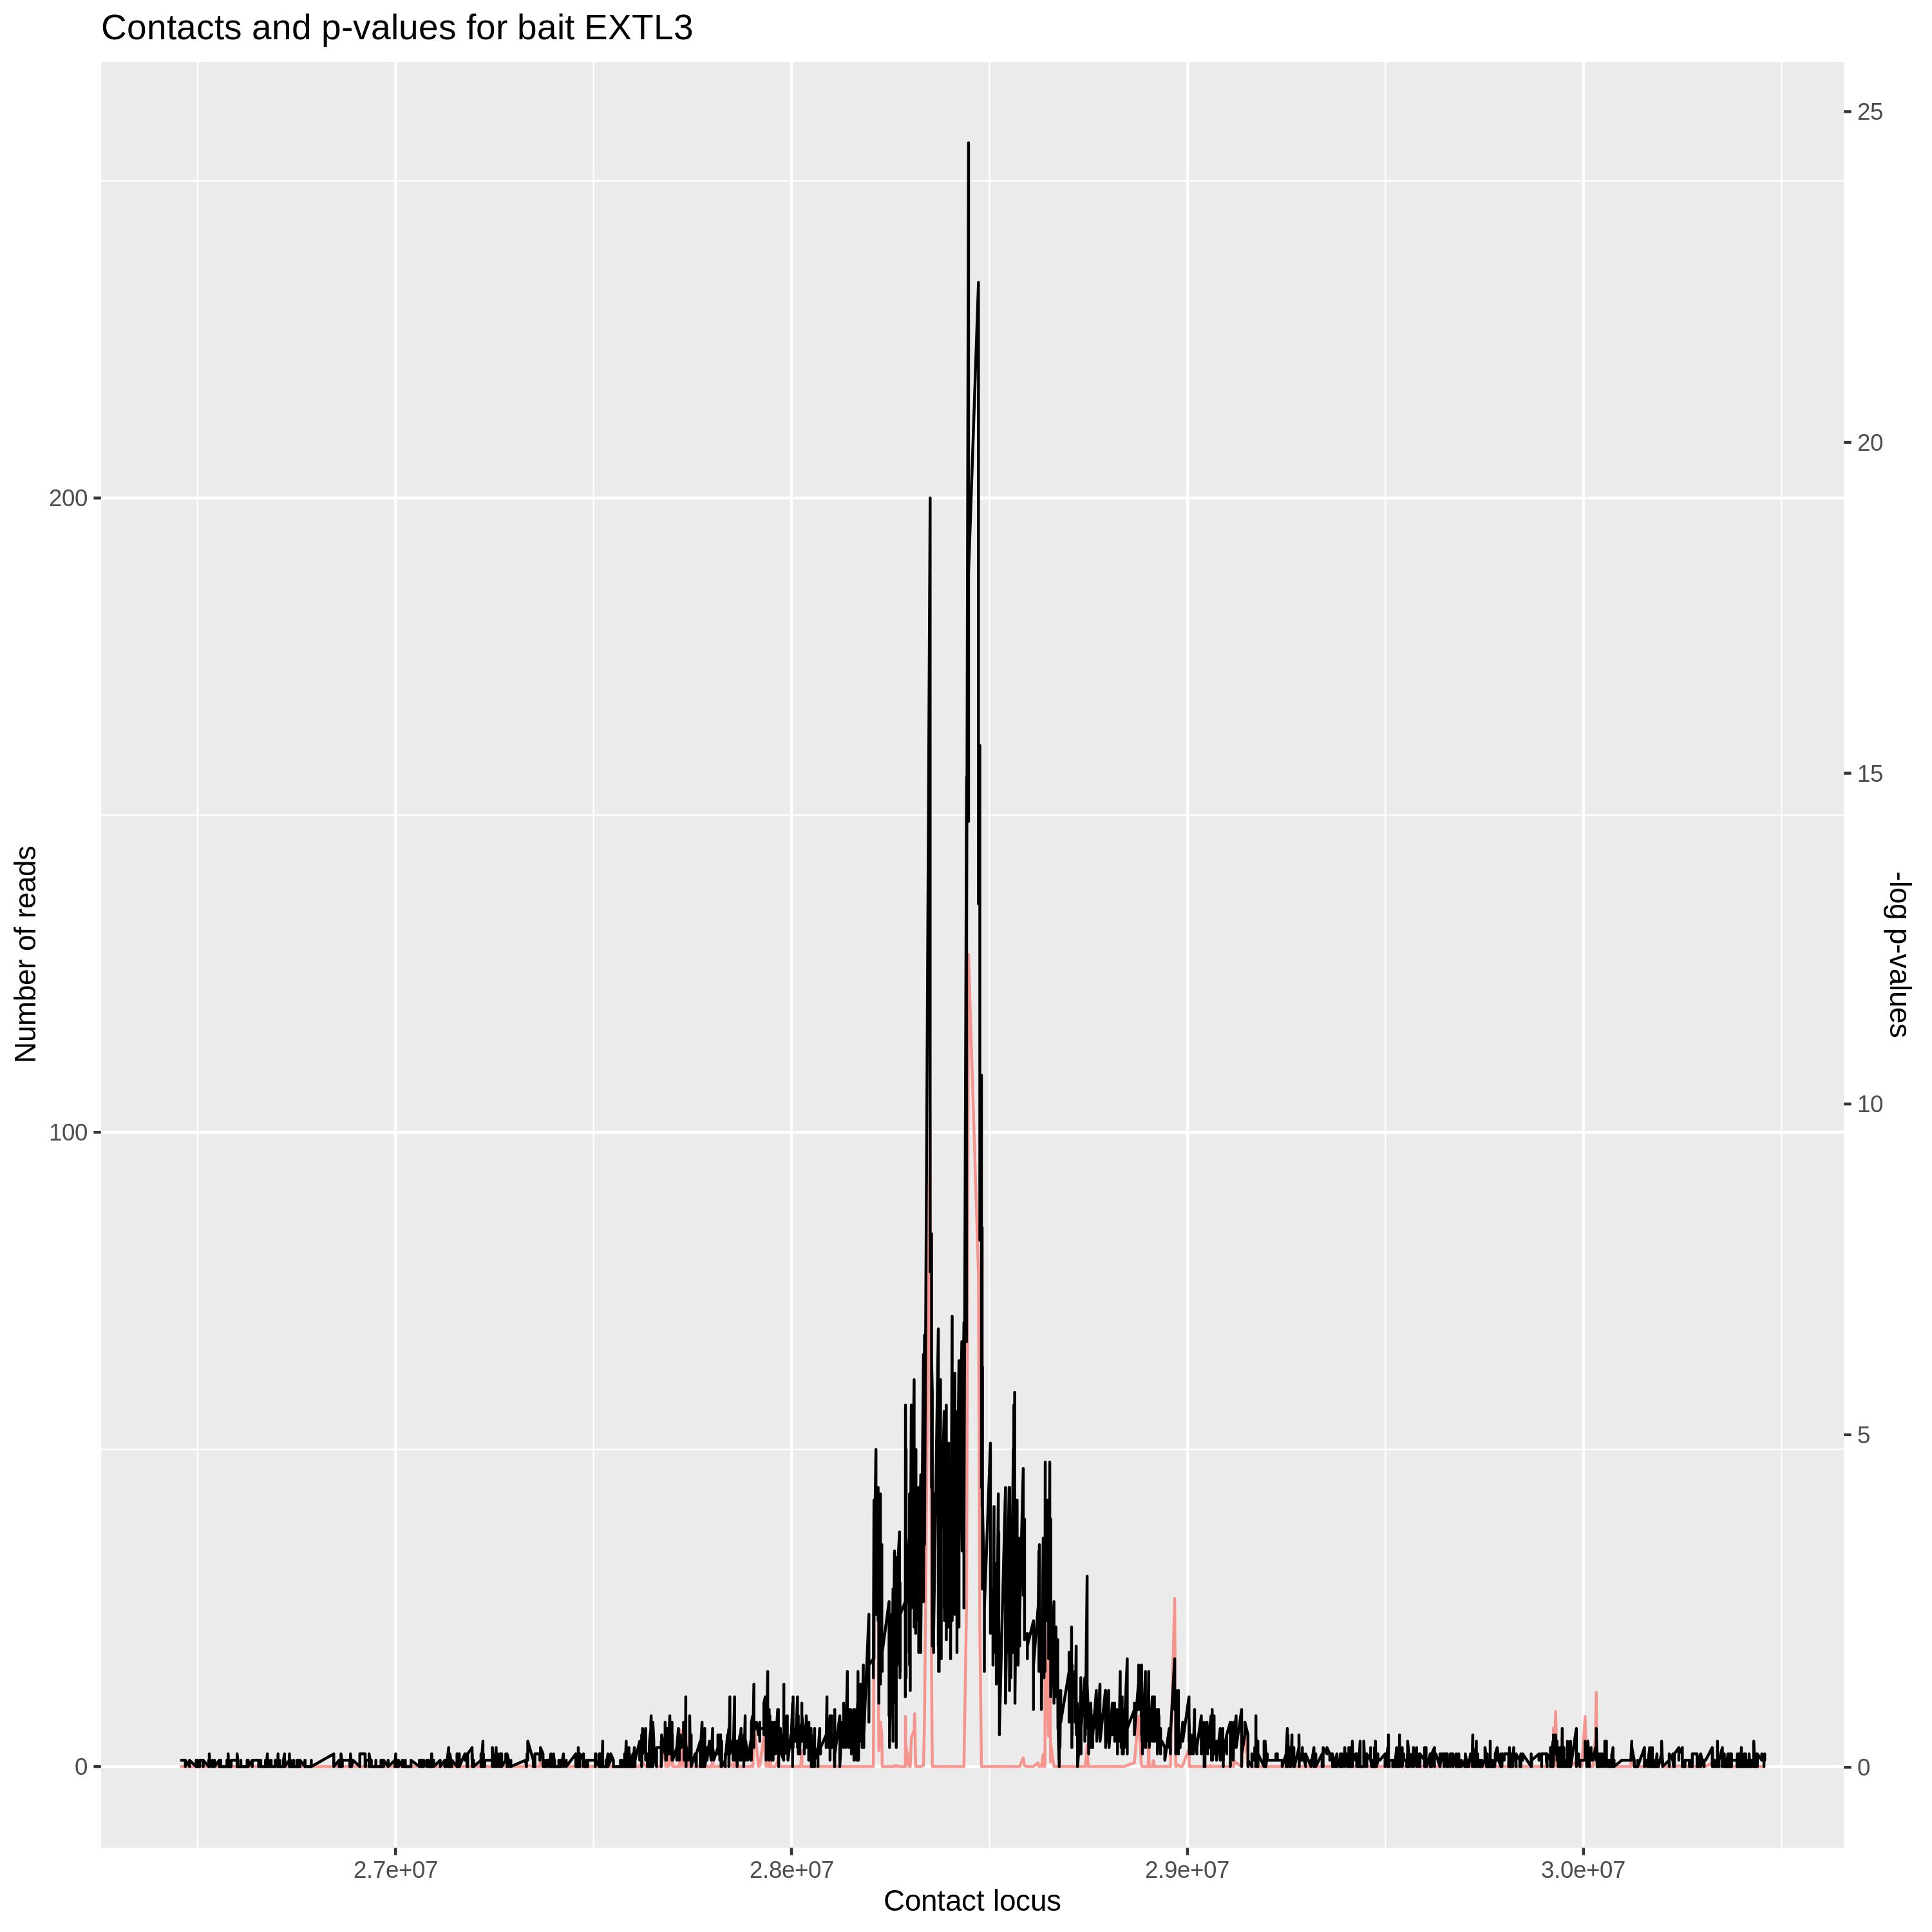 Contacts and p-values for bait EXTL3
Number of reads
200
100
0
25
20
15
10
5
0
-log p-values
2.7e+07
2.8e+07
2.9e+07
3.0e+07
Contact locus